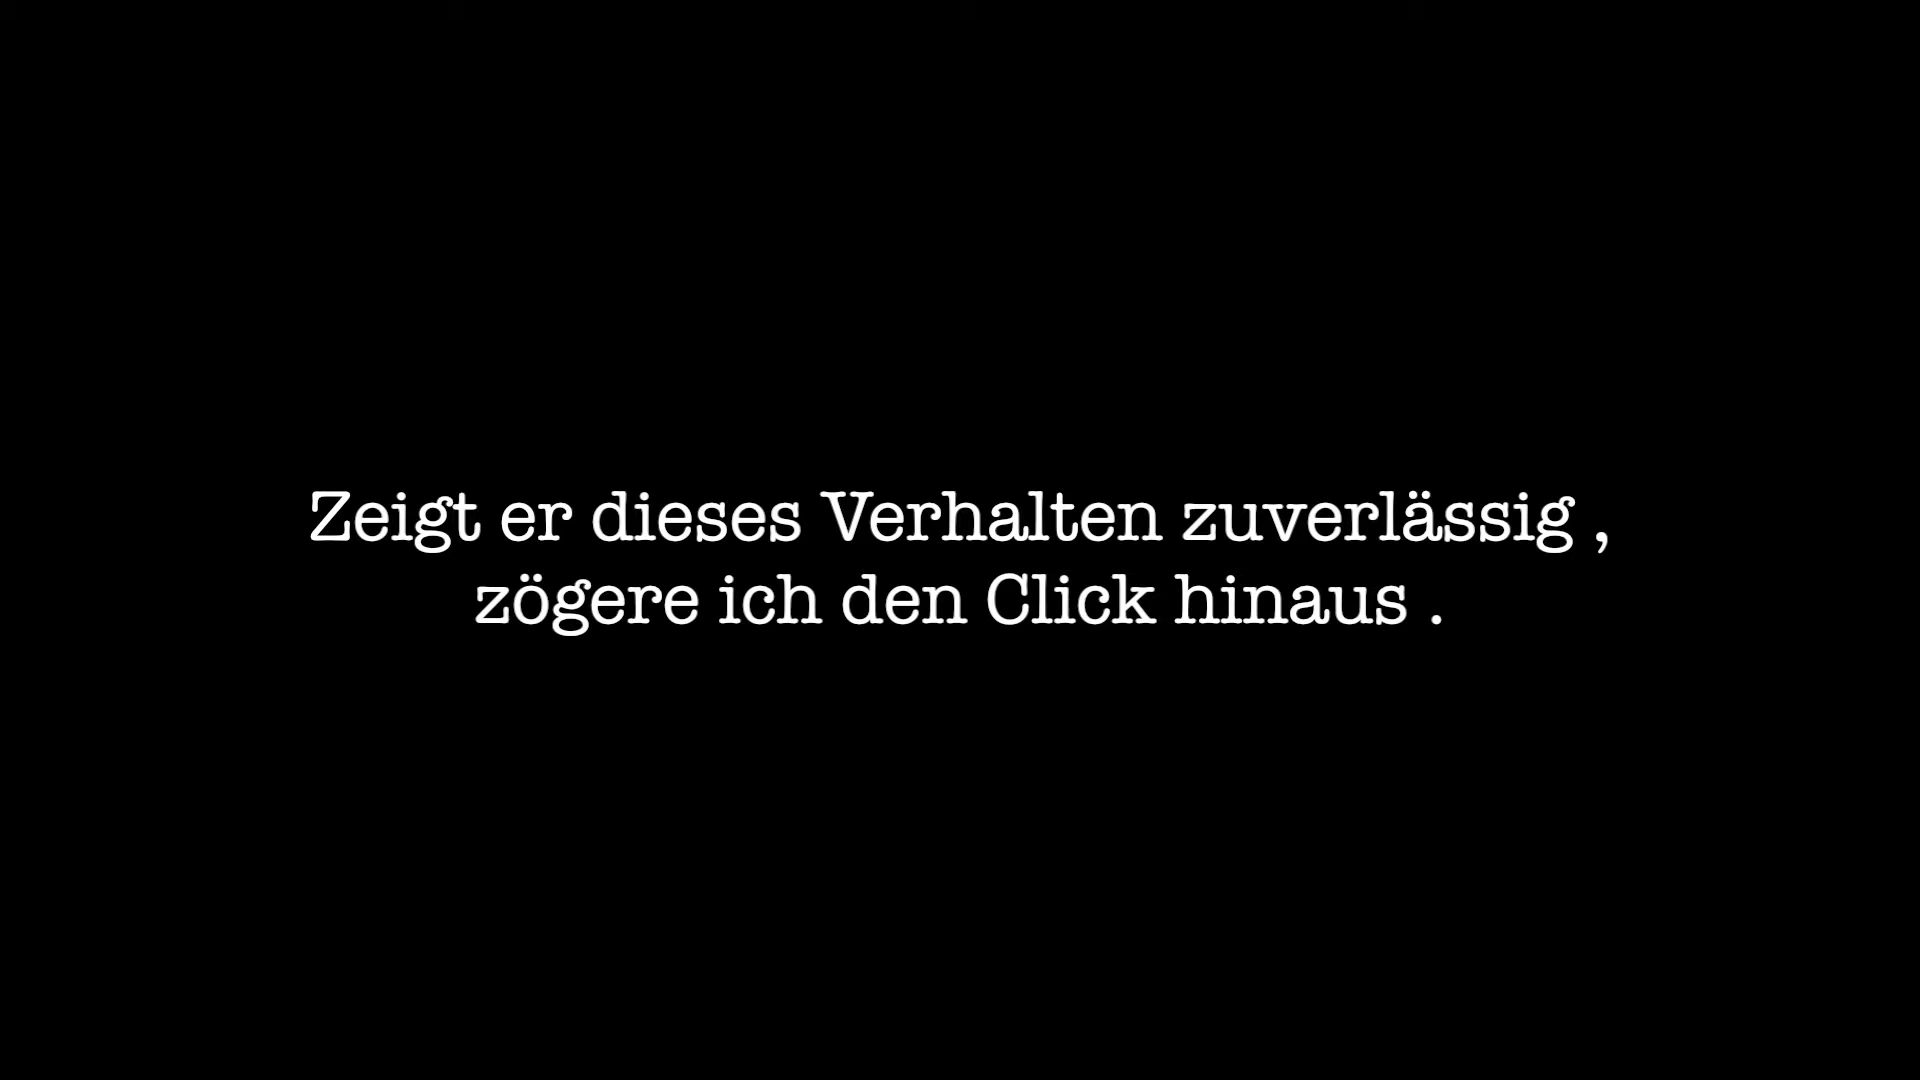 Zeigt er dieses Verhalten zuverlässig ,
zögere ich den Click hinaus .